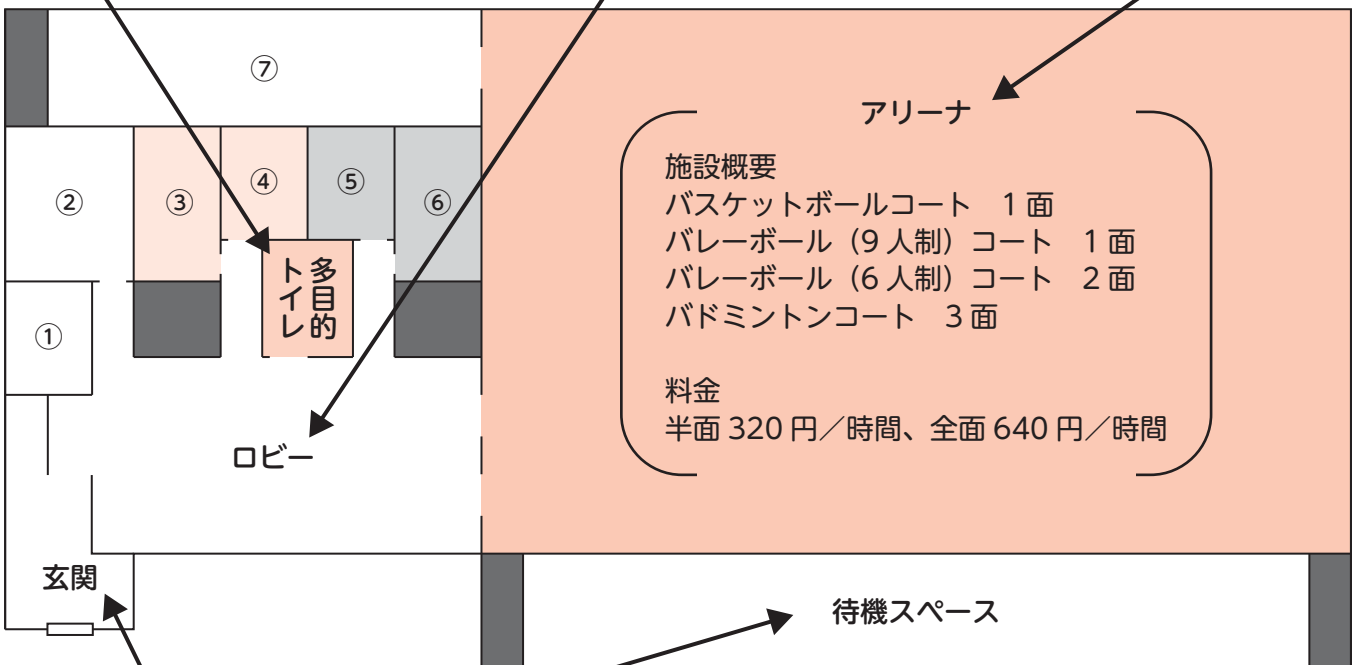 ⑦
アリーナ
施設概要
バスケットボールコート　1面
バレーボール（9人制）コート　1面
バレーボール（6人制）コート　2面
バドミントンコート　3面
料金
半面320円／時間、全面640円／時間
②
③
④
⑤
⑥
多目的
トイレ
①
ロビー
玄関
待機スペース